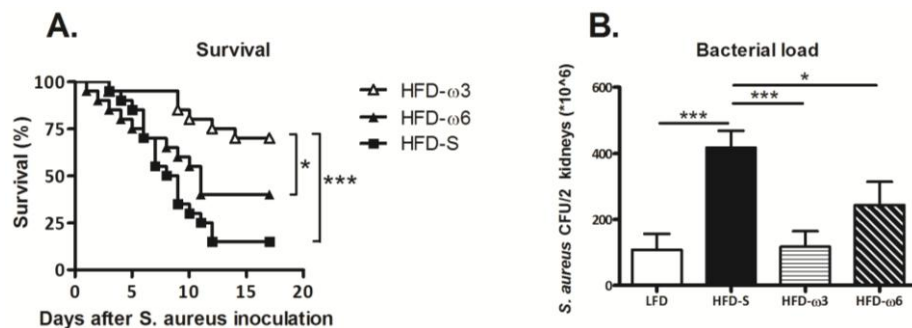 A.
Survival
Survival (%)
100
75
50
25
0
0 5 10 15 20
Days after S. aureus inoculation
HFD-ω3
HFD-ω6
HFD-S
*
***
B.
Bacterial load
S. aureus CFU/2 kidneys (*10^6)
600
400
200
0
***
***
*
LFD HFD-S HFD-ω3 HFD-ω6